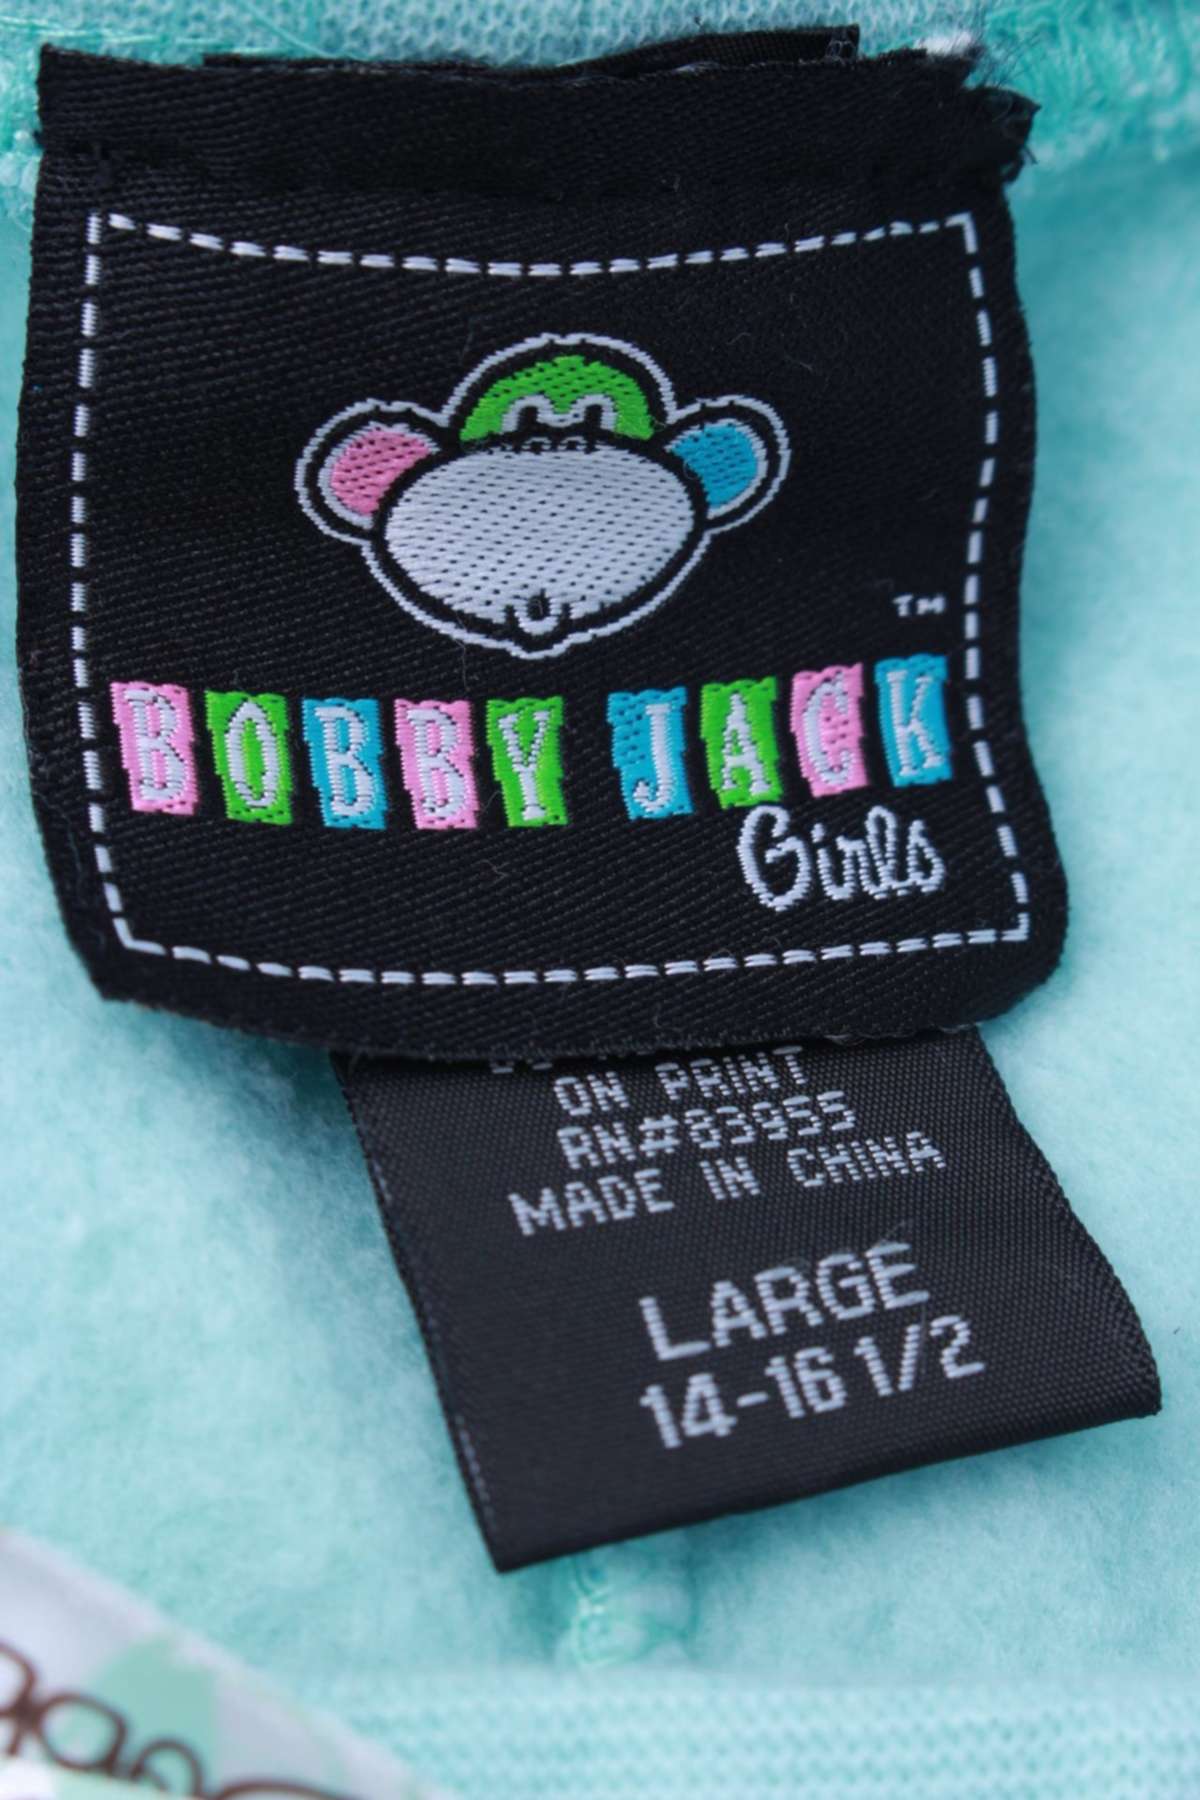 TM
BOBBY JACK
Girls
ON PRINT
RN#83955
MADE IN CHINA
LARGE
14-16 1/2